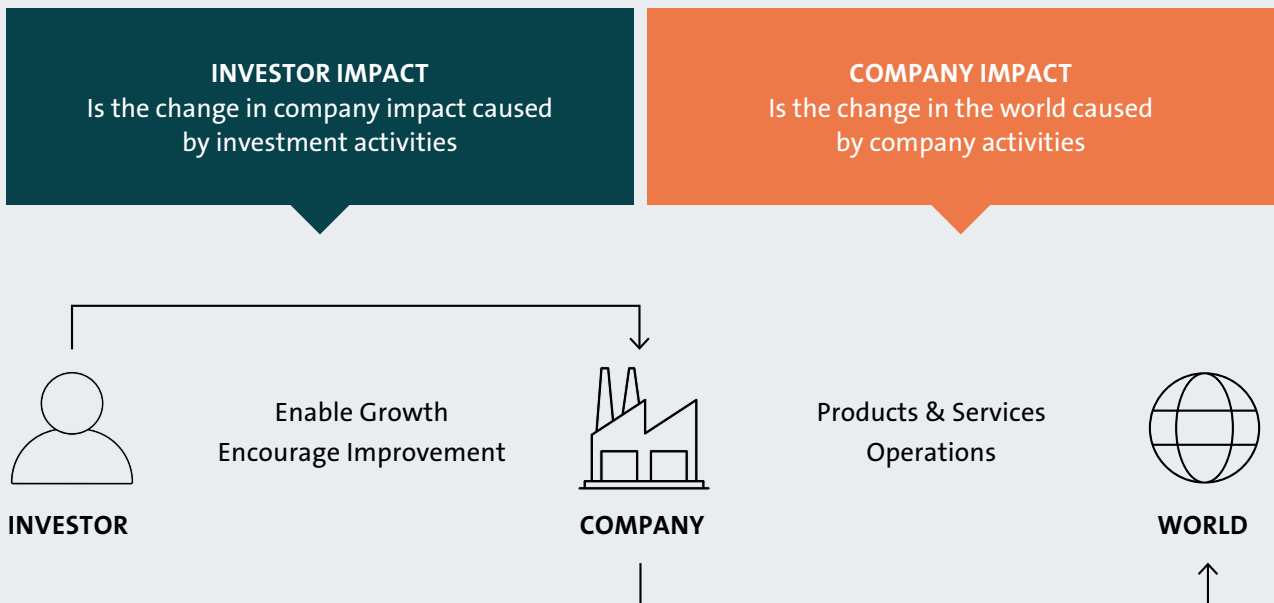 INVESTOR IMPACT
Is the change in company impact caused
by investment activities
COMPANY IMPACT
Is the change in the world caused
by company activities
Enable Growth
Encourage Improvement
Products & Services
Operations
INVESTOR
COMPANY
WORLD